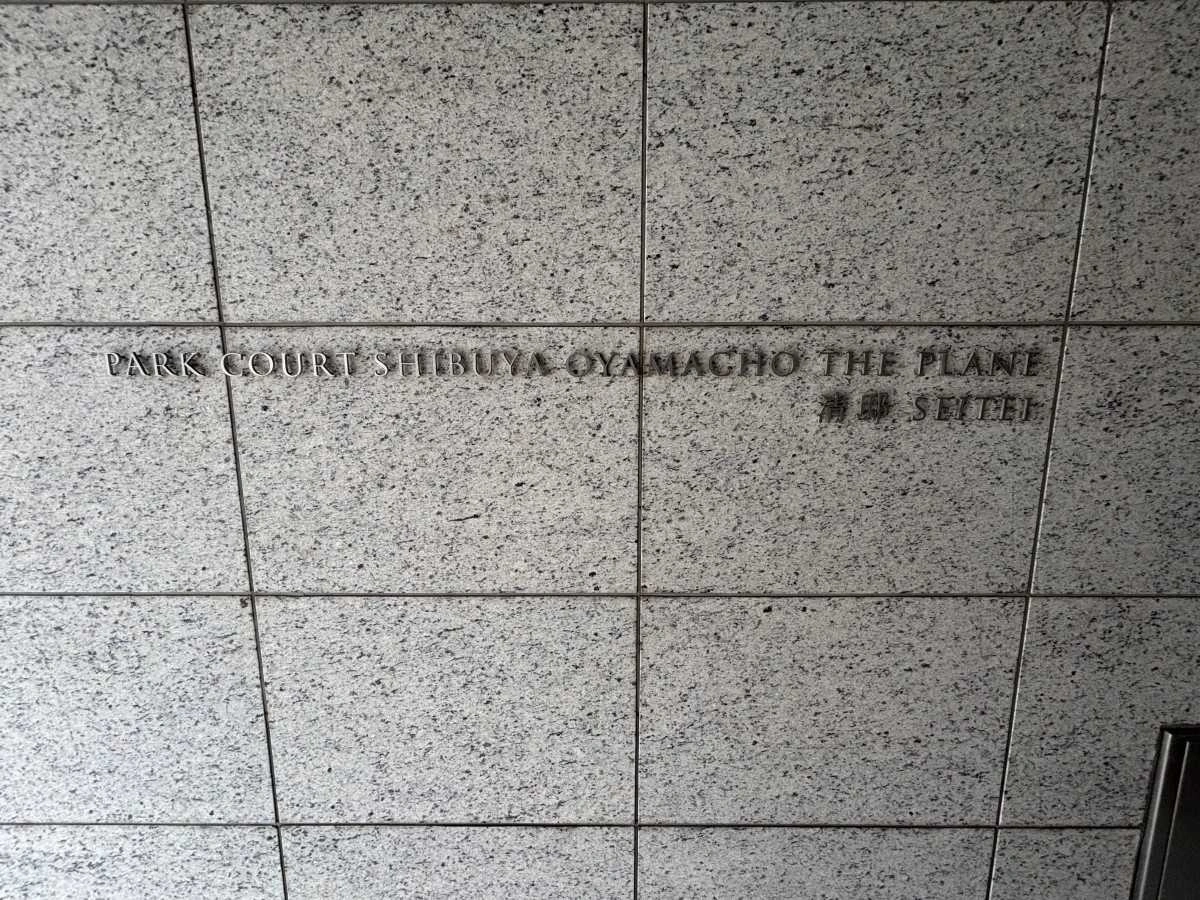 PARK COURT SHIBUYA OYAMACHO THE PLANE
清邸 SEITEI